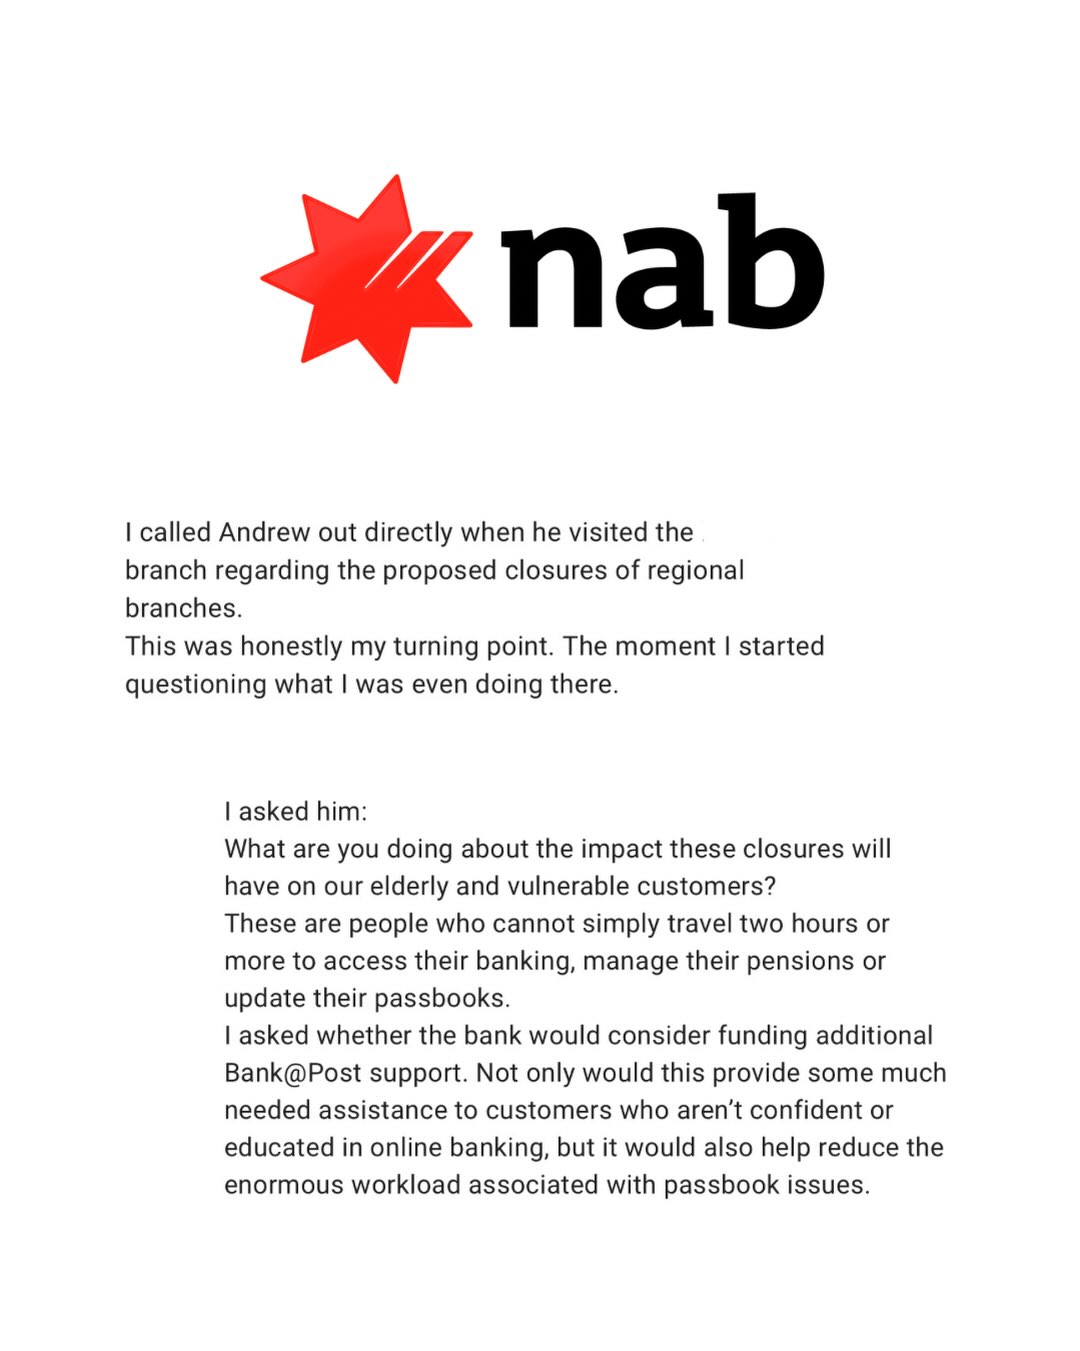 nab
I called Andrew out directly when he visited the
branch regarding the proposed closures of regional
branches.
This was honestly my turning point. The moment I started
questioning what I was even doing there.
I asked him:
What are you doing about the impact these closures will
have on our elderly and vulnerable customers?
These are people who cannot simply travel two hours or
more to access their banking, manage their pensions or
update their passbooks.
I asked whether the bank would consider funding additional
Bank@Post support. Not only would this provide some much
needed assistance to customers who aren’t confident or
educated in online banking, but it would also help reduce the
enormous workload associated with passbook issues.